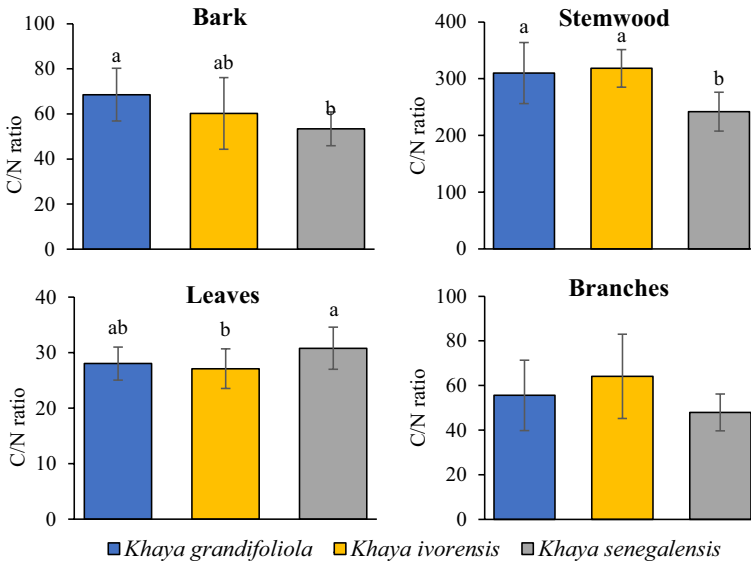 Bark
C/N ratio
100
80
60
40
20
0
a
ab
b
Stemwood
C/N ratio
400
300
200
100
0
a
a
b
Leaves
C/N ratio
40
30
20
10
0
ab
b
a
Branches
C/N ratio
100
80
60
40
20
0
Khaya grandifoliola Khaya ivorensis Khaya senegalensis